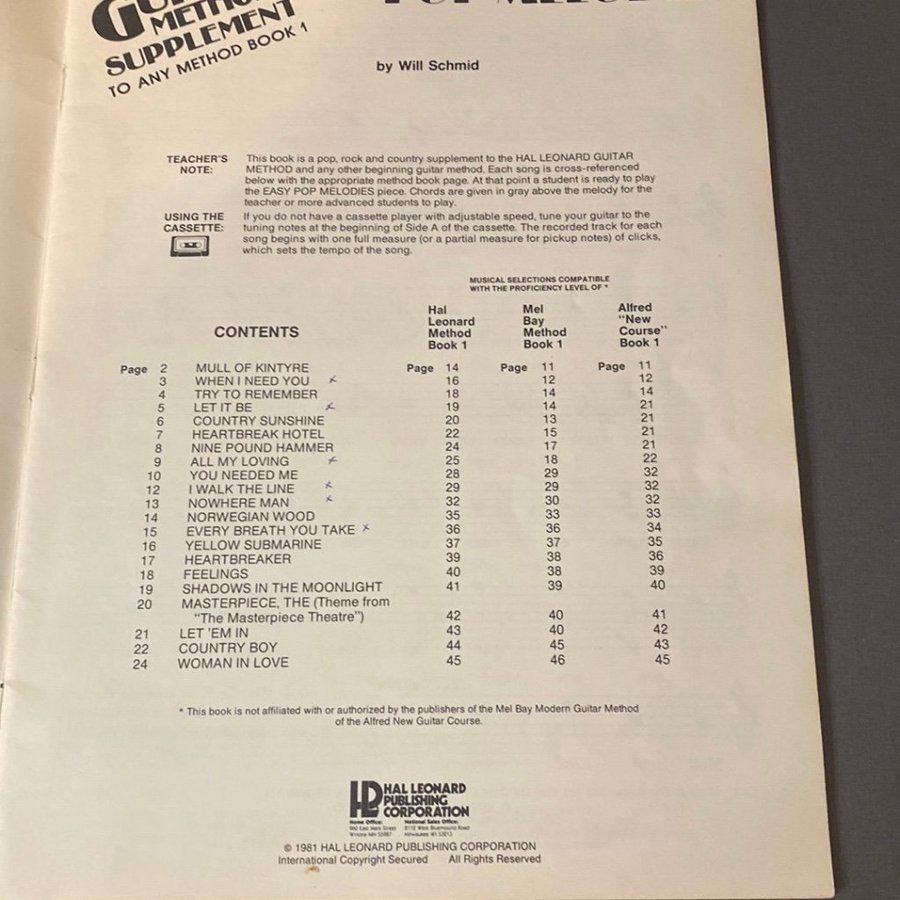 METHOD
SUPPLEMENT
TO ANY METHOD BOOK 1
by Will Schmid
TEACHER'S NOTE: This book is a pop, rock and country supplement to the HAL LEONARD GUITAR
METHOD and any other beginning guitar method. Each song is cross-referenced
below with the appropriate method book page. At that point a student is ready to play
the EASY POP MELODIES piece. Chords are given in gray above the melody for the
teacher or more advanced students to play.
USING THE CASSETTE: If you do not have a cassette player with adjustable speed, tune your guitar to the
tuning notes at the beginning of Side A of the cassette. The recorded track for each
song begins with one full measure (or a partial measure for pickup notes) of clicks,
which sets the tempo of the song.
MUSICAL SELECTIONS COMPATIBLE
WITH THE PROFICIENCY LEVEL OF *
CONTENTS
Hal Leonard Method Book 1
Mel Bay Method Book 1
Alfred "New Course" Book 1
Page 2 MULL OF KINTYRE Page 14 Page 11 Page 11
3 WHEN I NEED YOU 16 12 12
4 TRY TO REMEMBER 18 14 14
5 LET IT BE 19 14 21
6 COUNTRY SUNSHINE 20 13 21
7 HEARTBREAK HOTEL 22 15 21
8 NINE POUND HAMMER 24 17 21
9 ALL MY LOVING 25 18 22
10 YOU NEEDED ME 28 29 32
12 I WALK THE LINE 29 29 32
13 NOWHERE MAN 32 30 32
14 NORWEGIAN WOOD 35 33 33
15 EVERY BREATH YOU TAKE 36 36 34
16 YELLOW SUBMARINE 37 37 35
17 HEARTBREAKER 39 38 36
18 FEELINGS 40 38 39
19 SHADOWS IN THE MOONLIGHT 41 39 40
20 MASTERPIECE, THE (Theme from
"The Masterpiece Theatre") 42 40 41
21 LET 'EM IN 43 40 42
22 COUNTRY BOY 44 45 43
24 WOMAN IN LOVE 45 46 45
* This book is not affiliated with or authorized by the publishers of the Mel Bay Modern Guitar Method
of the Alfred New Guitar Course.
HAL LEONARD
PUBLISHING
CORPORATION
Home Office: National Sales Office:
© 1981 HAL LEONARD PUBLISHING CORPORATION
International Copyright Secured All Rights Reserved